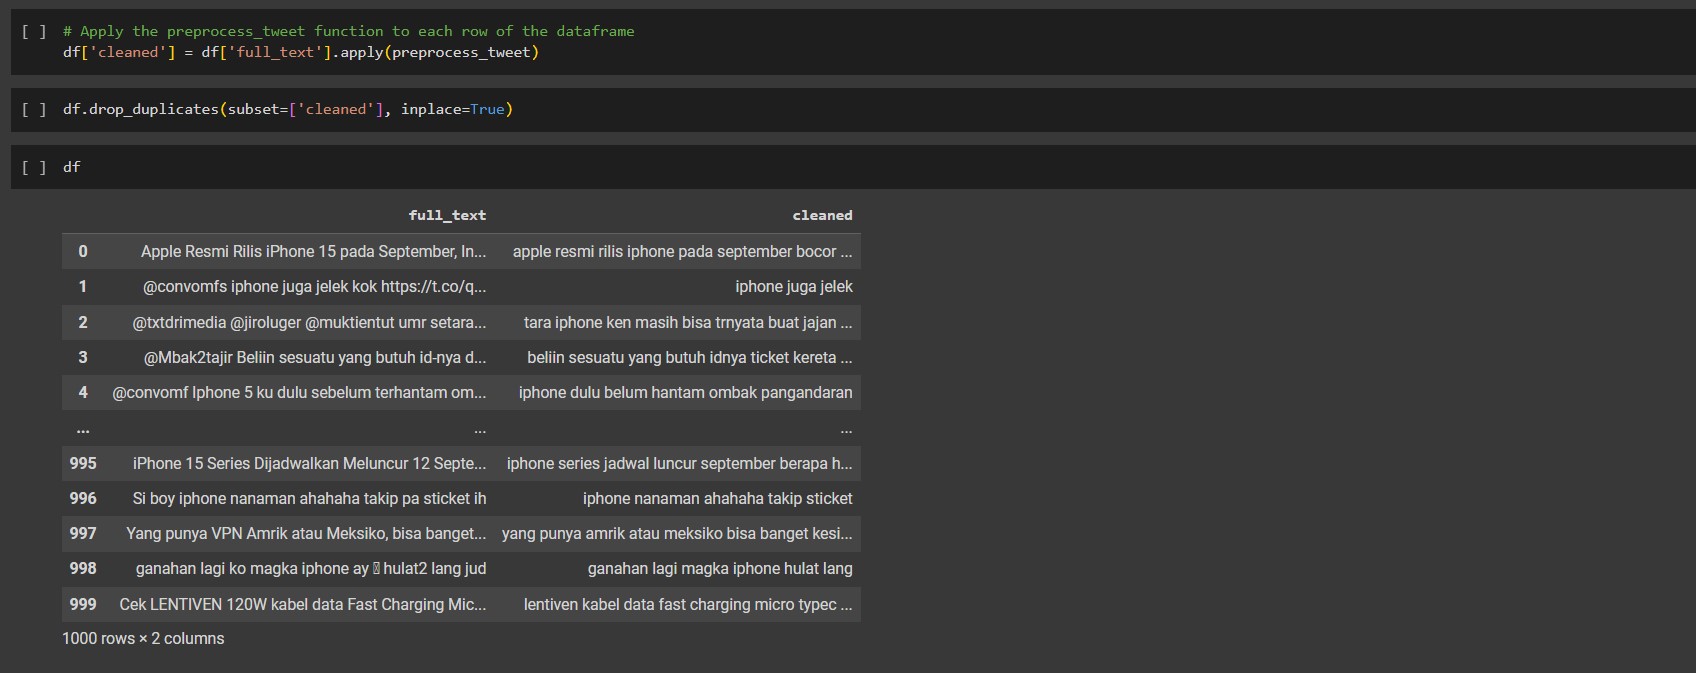 [ ] # Apply the preprocess_tweet function to each row of the dataframe
df['cleaned'] = df['full_text'].apply(preprocess_tweet)
[ ] df.drop_duplicates(subset=['cleaned'], inplace=True)
[ ] df
full_text cleaned
0 Apple Resmi Rilis iPhone 15 pada September, In... apple resmi rilis iphone pada september bocor ...
1 @convomfs iphone juga jelek kok https://t.co/q... iphone juga jelek
2 @txtdrimedia @jiroluger @muktientut umr setara... tara iphone ken masih bisa trnyata buat jajan ...
3 @Mbak2tajir Beliin sesuatu yang butuh id-nya d... beliin sesuatu yang butuh idnya ticket kereta ...
4 @convomf Iphone 5 ku dulu sebelum terhantam om... iphone dulu belum hantam ombak pangandaran
... ... ...
995 iPhone 15 Series Dijadwalkan Meluncur 12 Septe... iphone series jadwal luncur september berapa h...
996 Si boy iphone nanaman ahahaha takip pa sticket ih iphone nanaman ahahaha takip sticket
997 Yang punya VPN Amrik atau Meksiko, bisa banget... yang punya amrik atau meksiko bisa banget kesi...
998 ganahan lagi ko magka iphone ay hulat2 lang jud ganahan lagi magka iphone hulat lang
999 Cek LENTIVEN 120W kabel data Fast Charging Mic... lentiven kabel data fast charging micro typec ...
1000 rows × 2 columns